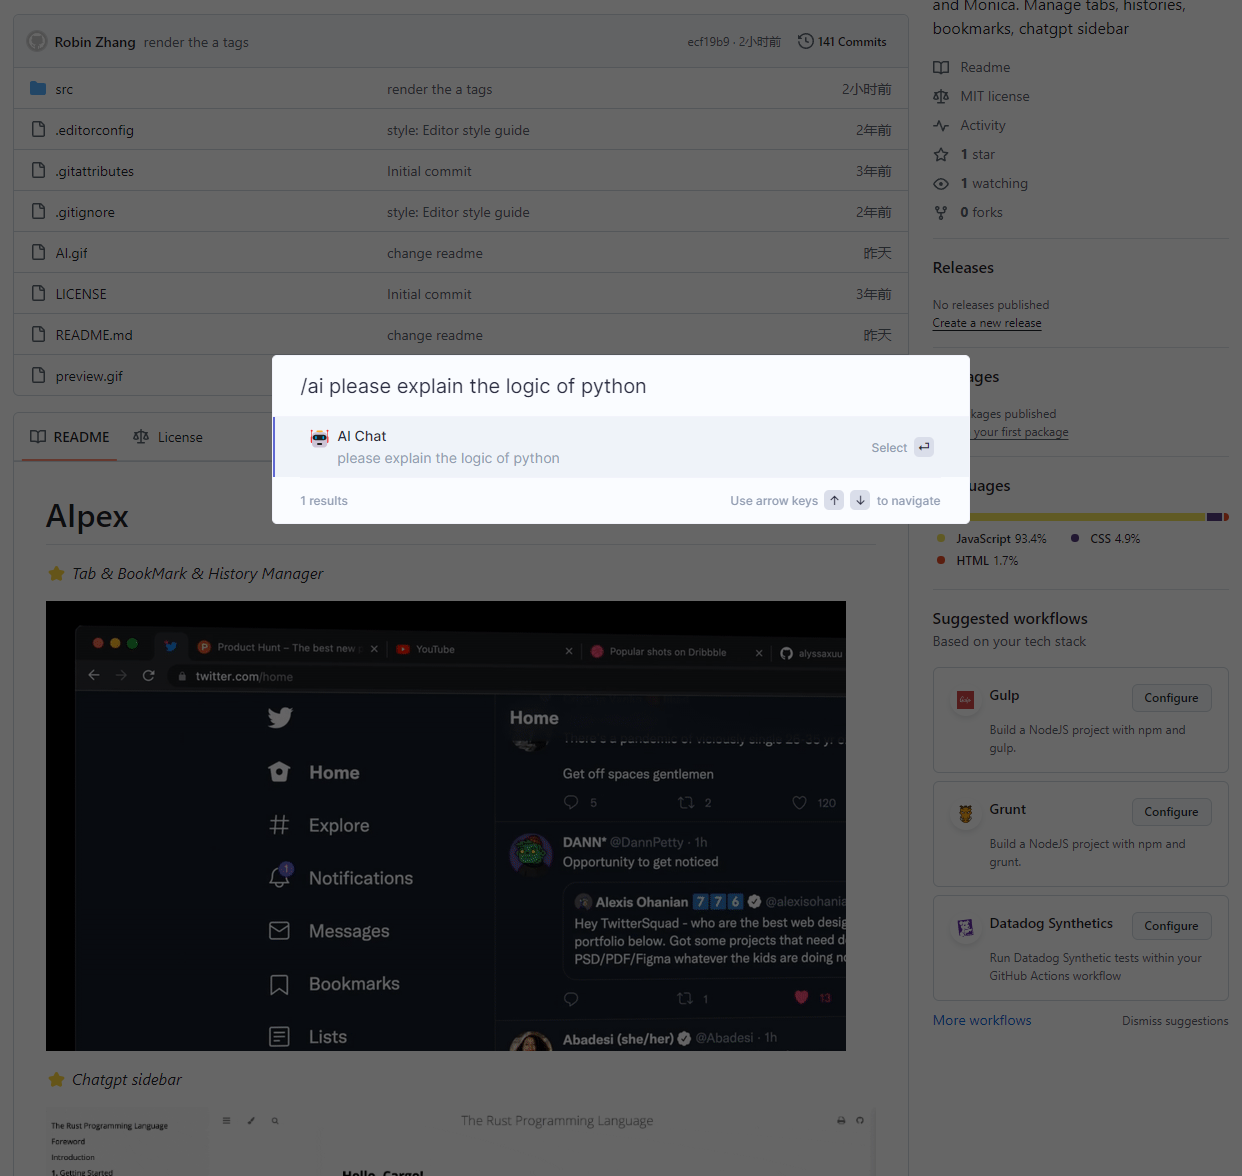 and Monica. Manage tabs, histories,
bookmarks, chatgpt sidebar
Robin Zhang render the a tags
ecf19b9 · 2小时前 141 Commits
src render the a tags 2小时前
.editorconfig style: Editor style guide 2年前
.gitattributes Initial commit 3年前
.gitignore style: Editor style guide 2年前
AI.gif change readme 昨天
LICENSE Initial commit 3年前
README.md change readme 昨天
preview.gif
Readme
MIT license
Activity
1 star
1 watching
0 forks
Releases
No releases published
Create a new release
ages
kages published
your first package
uages
JavaScript 93.4% CSS 4.9%
HTML 1.7%
/ai please explain the logic of python
AI Chat
please explain the logic of python
Select
1 results
Use arrow keys ↑ ↓ to navigate
README License
AIpex
Tab & BookMark & History Manager
Product Hunt – The best new p
YouTube
Popular shots on Dribbble
alyssaxuu
twitter.com/home
Home
Explore
Notifications
1
Messages
Bookmarks
Lists
Home
Get off spaces gentlemen
5 2 120
DANN* @DannPetty · 1h
Opportunity to get noticed
Alexis Ohanian 7 7 6 @alexisohania
Hey TwitterSquad - who are the best web desig
portfolio below. Got some projects that need d
PSD/PDF/Figma whatever the kids are doing no
1 13
Abadesi (she/her) @Abadesi · 1h
Chatgpt sidebar
The Rust Programming Language
Foreword
Introduction
1. Getting Started
The Rust Programming Language
Hello, Cargo!
Suggested workflows
Based on your tech stack
Gulp Configure
Build a NodeJS project with npm and
gulp.
Grunt Configure
Build a NodeJS project with npm and
grunt.
Datadog Synthetics Configure
Run Datadog Synthetic tests within your
GitHub Actions workflow
More workflows Dismiss suggestions